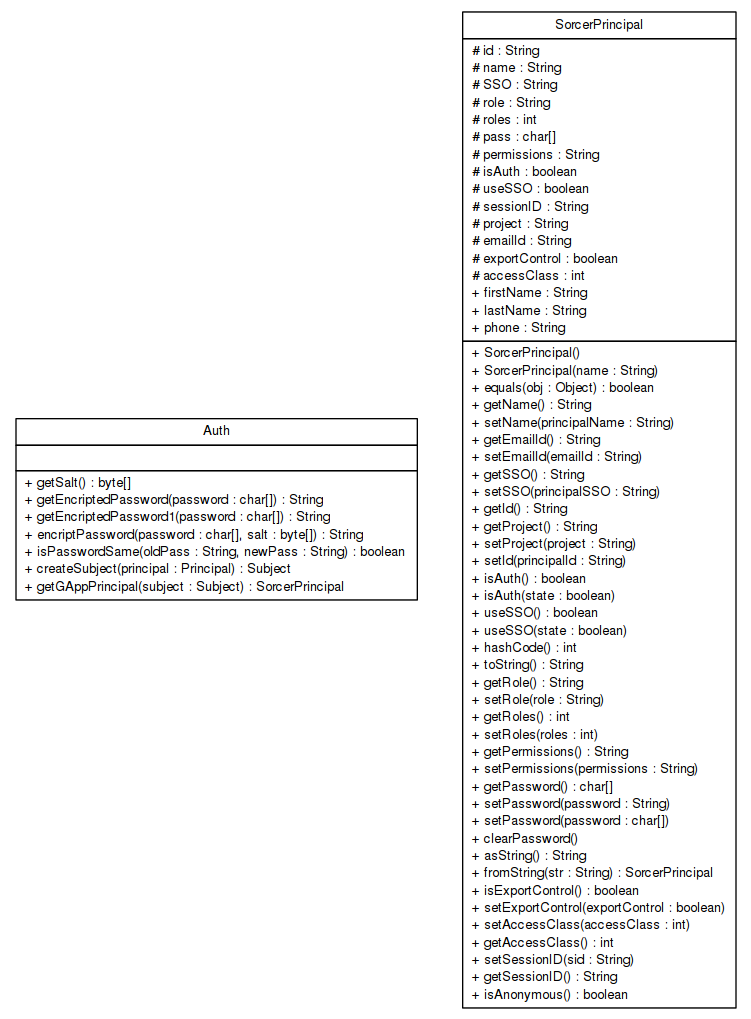 Auth
+ getSalt() : byte[]
+ getEncriptedPassword(password : char[]) : String
+ getEncriptedPassword1(password : char[]) : String
+ encriptPassword(password : char[], salt : byte[]) : String
+ isPasswordSame(oldPass : String, newPass : String) : boolean
+ createSubject(principal : Principal) : Subject
+ getGAppPrincipal(subject : Subject) : SorcerPrincipal
SorcerPrincipal
# id : String
# name : String
# SSO : String
# role : String
# roles : int
# pass : char[]
# permissions : String
# isAuth : boolean
# useSSO : boolean
# sessionID : String
# project : String
# emailId : String
# exportControl : boolean
# accessClass : int
+ firstName : String
+ lastName : String
+ phone : String
+ SorcerPrincipal()
+ SorcerPrincipal(name : String)
+ equals(obj : Object) : boolean
+ getName() : String
+ setName(principalName : String)
+ getEmailId() : String
+ setEmailId(emailId : String)
+ getSSO() : String
+ setSSO(principalSSO : String)
+ getId() : String
+ getProject() : String
+ setProject(project : String)
+ setId(principalId : String)
+ isAuth() : boolean
+ isAuth(state : boolean)
+ useSSO() : boolean
+ useSSO(state : boolean)
+ hashCode() : int
+ toString() : String
+ getRole() : String
+ setRole(role : String)
+ getRoles() : int
+ setRoles(roles : int)
+ getPermissions() : String
+ setPermissions(permissions : String)
+ getPassword() : char[]
+ setPassword(password : String)
+ setPassword(password : char[])
+ clearPassword()
+ asString() : String
+ fromString(str : String) : SorcerPrincipal
+ isExportControl() : boolean
+ setExportControl(exportControl : boolean)
+ setAccessClass(accessClass : int)
+ getAccessClass() : int
+ setSessionID(sid : String)
+ getSessionID() : String
+ isAnonymous() : boolean